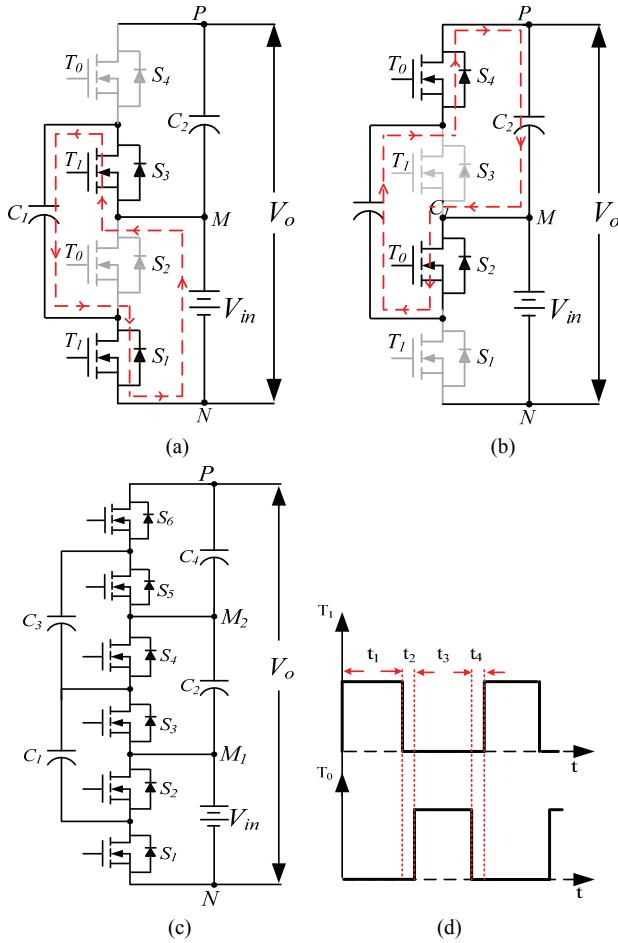 P
T0
S4
C2
T1
S3
C1
M
Vo
T0
S2
Vin
T1
S1
N
(a)
P
T0
S4
C2
T1
S3
C1
M
Vo
T0
S2
Vin
T1
S1
N
(b)
P
S6
C4
S5
C3
M2
S4
Vo
C2
S3
C1
M1
S2
Vin
S1
N
(c)
T1
t1 t2 t3 t4
t
T0
t
(d)